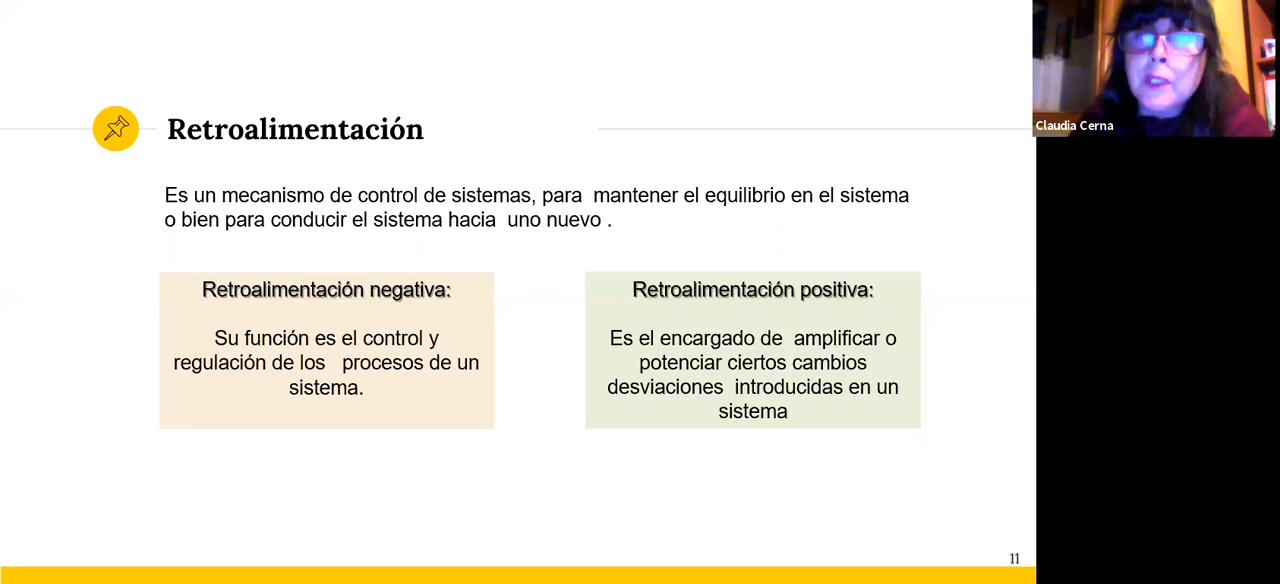 Retroalimentación
Es un mecanismo de control de sistemas, para  mantener el equilibrio en el sistema
o bien para conducir el sistema hacia  uno nuevo .
Retroalimentación negativa:
Su función es el control y
regulación de los   procesos de un
sistema.
Retroalimentación positiva:
Es el encargado de  amplificar o
potenciar ciertos cambios
desviaciones  introducidas en un
sistema
11
Claudia Cerna